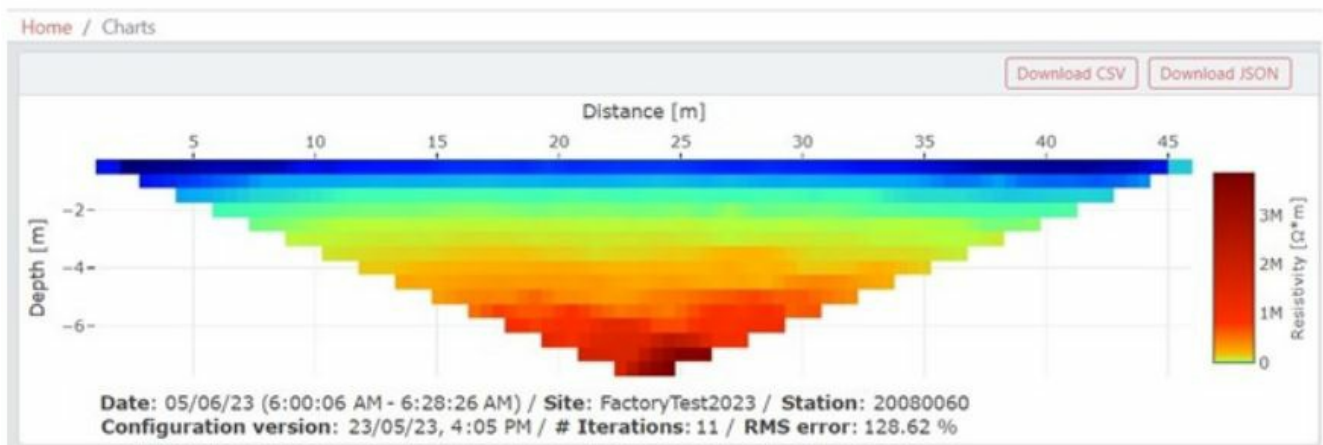 Home / Charts
Download CSV Download JSON
Distance [m]
5 10 15 20 25 30 35 40 45
Depth [m]
−2
−4
−6
3M
2M
1M
0
Resistivity [Ω*m]
Date: 05/06/23 (6:00:06 AM - 6:28:26 AM) / Site: FactoryTest2023 / Station: 20080060
Configuration version: 23/05/23, 4:05 PM / # Iterations: 11 / RMS error: 128.62 %